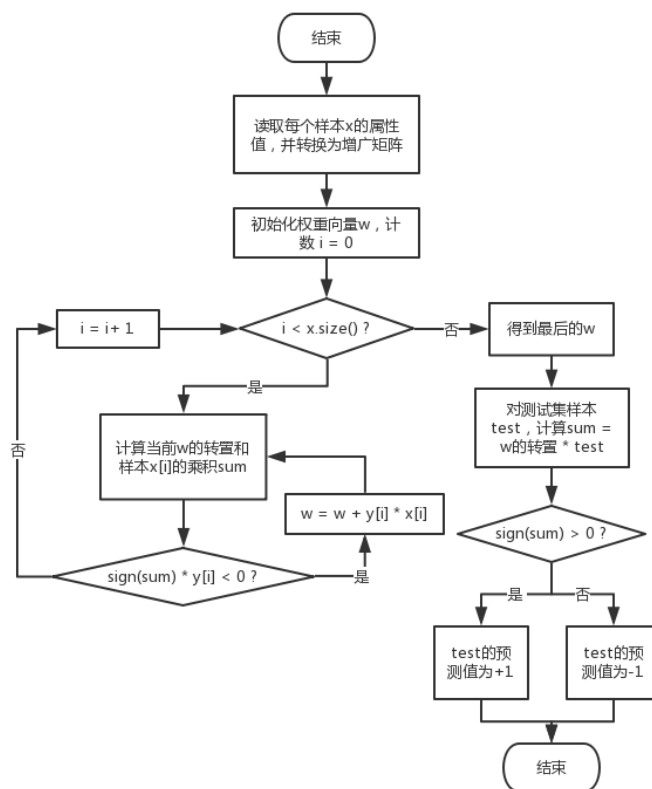 结束
读取每个样本x的属性
值，并转换为增广矩阵
初始化权重向量w，计
数 i = 0
i = i+ 1
i < x.size() ?
否
得到最后的w
是
对测试集样本
test，计算sum =
w的转置 * test
计算当前w的转置和
样本x[i]的乘积sum
否
w = w + y[i] * x[i]
sign(sum) > 0 ?
sign(sum) * y[i] < 0 ?
是
是
否
test的预
测值为+1
test的预
测值为-1
结束